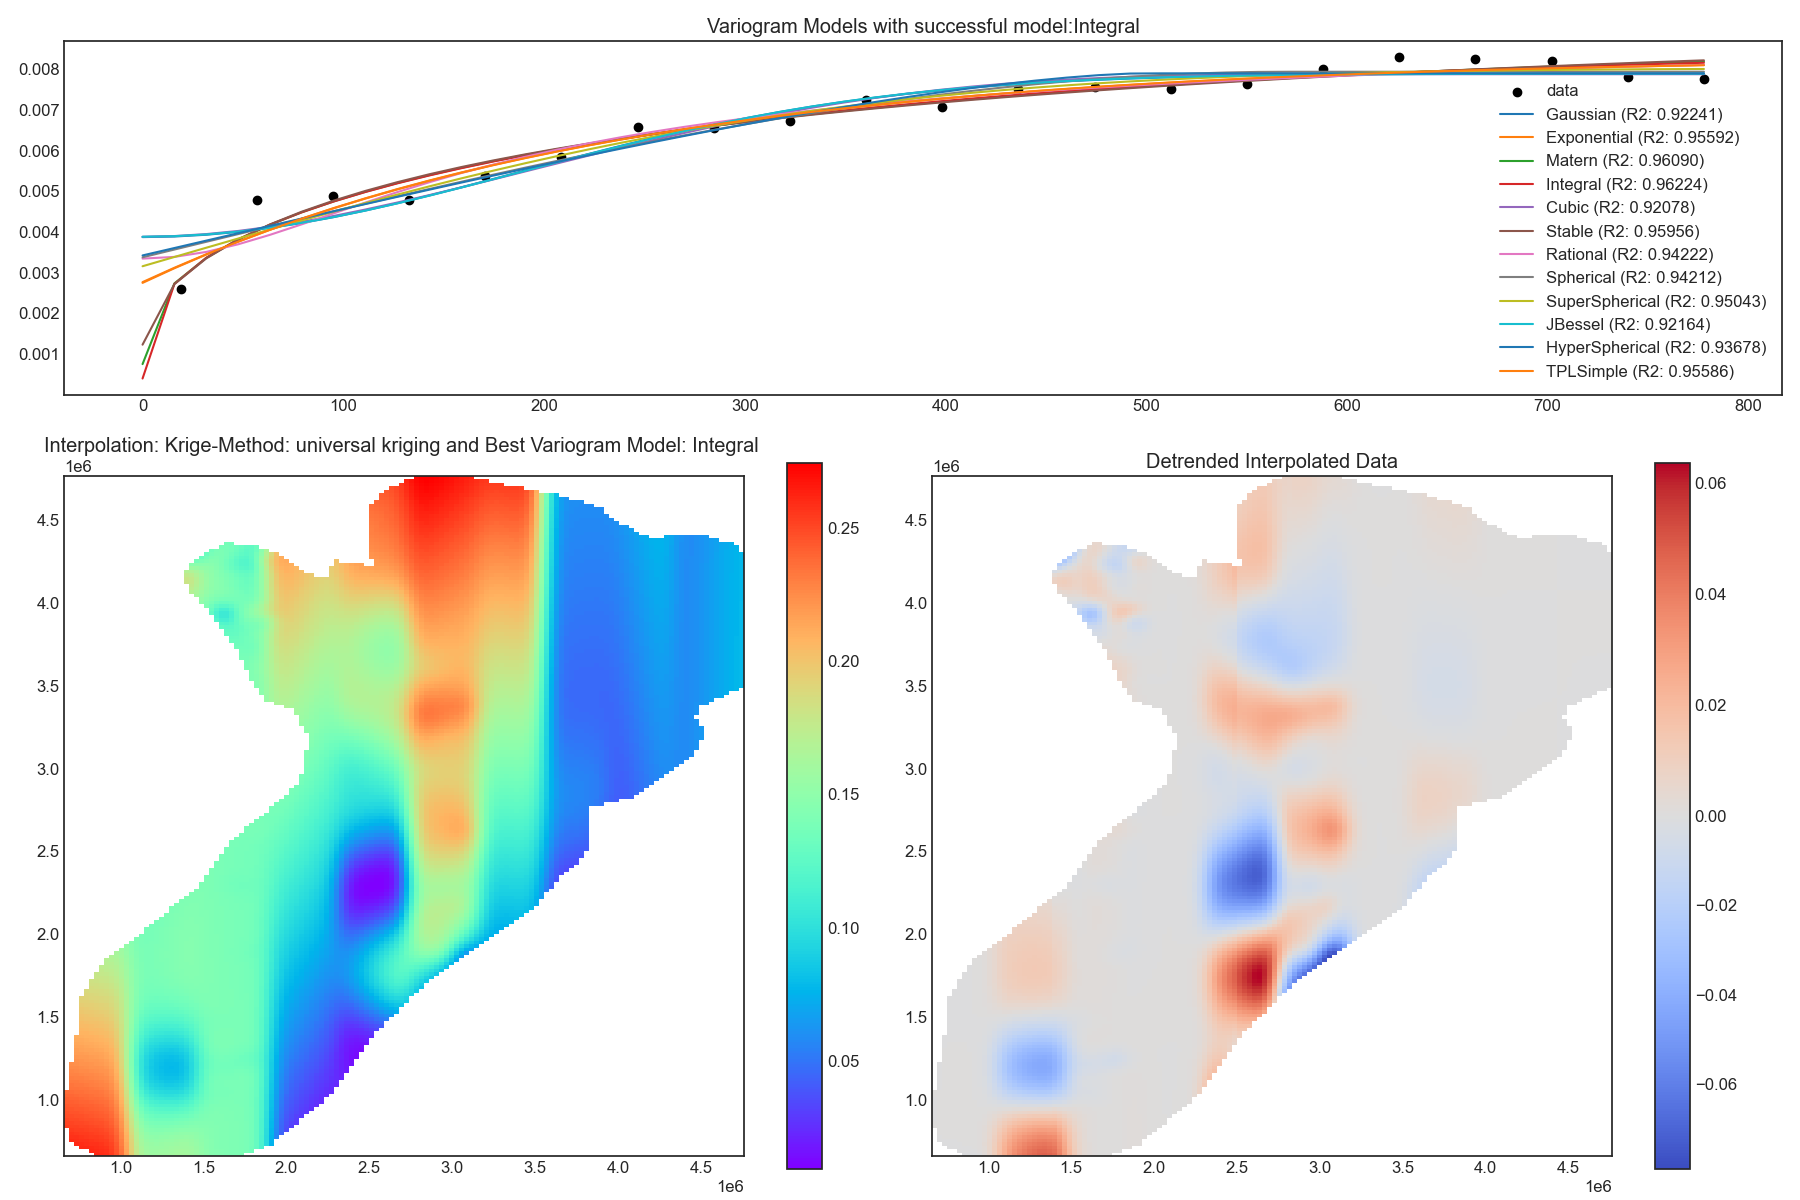 Variogram Models with successful model:Integral
0.008
0.007
0.006
0.005
0.004
0.003
0.002
0.001
0 100 200 300 400 500 600 700 800
data
Gaussian (R2: 0.92241)
Exponential (R2: 0.95592)
Matern (R2: 0.96090)
Integral (R2: 0.96224)
Cubic (R2: 0.92078)
Stable (R2: 0.95956)
Rational (R2: 0.94222)
Spherical (R2: 0.94212)
SuperSpherical (R2: 0.95043)
JBessel (R2: 0.92164)
HyperSpherical (R2: 0.93678)
TPLSimple (R2: 0.95586)
Interpolation: Krige-Method: universal kriging and Best Variogram Model: Integral
1e6
4.5
4.0
3.5
3.0
2.5
2.0
1.5
1.0
1.0 1.5 2.0 2.5 3.0 3.5 4.0 4.5
1e6
0.25
0.20
0.15
0.10
0.05
Detrended Interpolated Data
1e6
4.5
4.0
3.5
3.0
2.5
2.0
1.5
1.0
1.0 1.5 2.0 2.5 3.0 3.5 4.0 4.5
1e6
0.06
0.04
0.02
0.00
−0.02
−0.04
−0.06